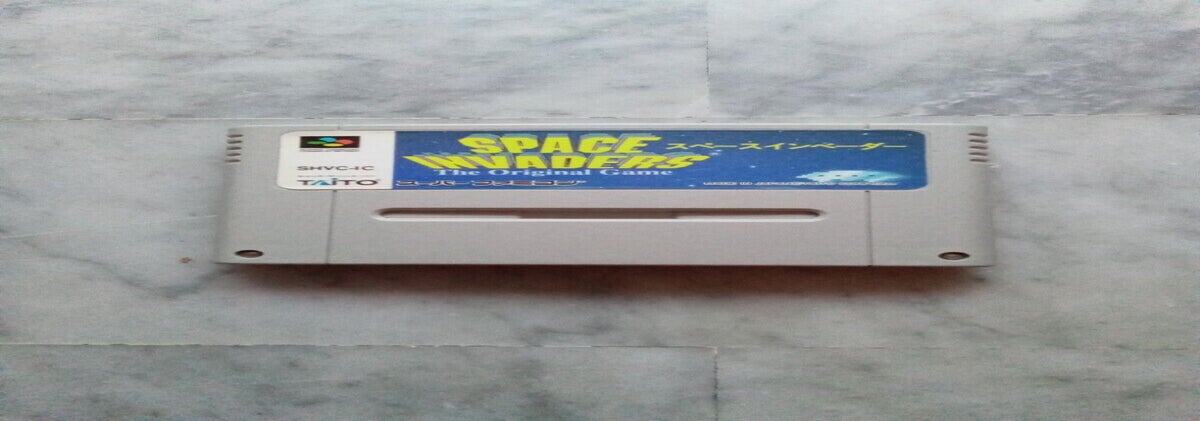 SHVC-IC
TAITO
SPACE
INVADERS
The Original Game
スペースインベーダー
スーパーファミコン